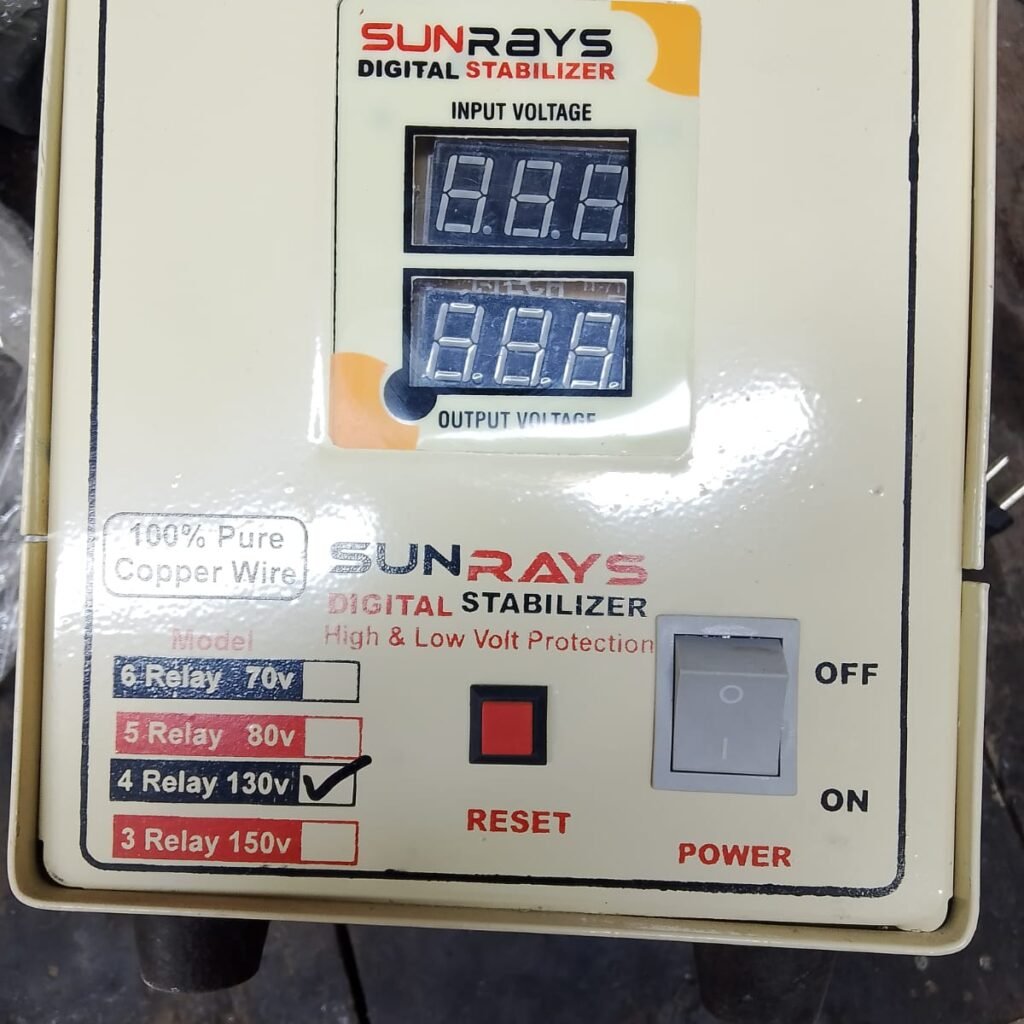 SUNRAYS
DIGITAL STABILIZER
INPUT VOLTAGE
OUTPUT VOLTAGE
100% Pure
Copper Wire
SUNRAYS
DIGITAL STABILIZER
High & Low Volt Protection
Model
6 Relay 70v
5 Relay 80v
4 Relay 130v
3 Relay 150v
RESET
OFF
ON
POWER